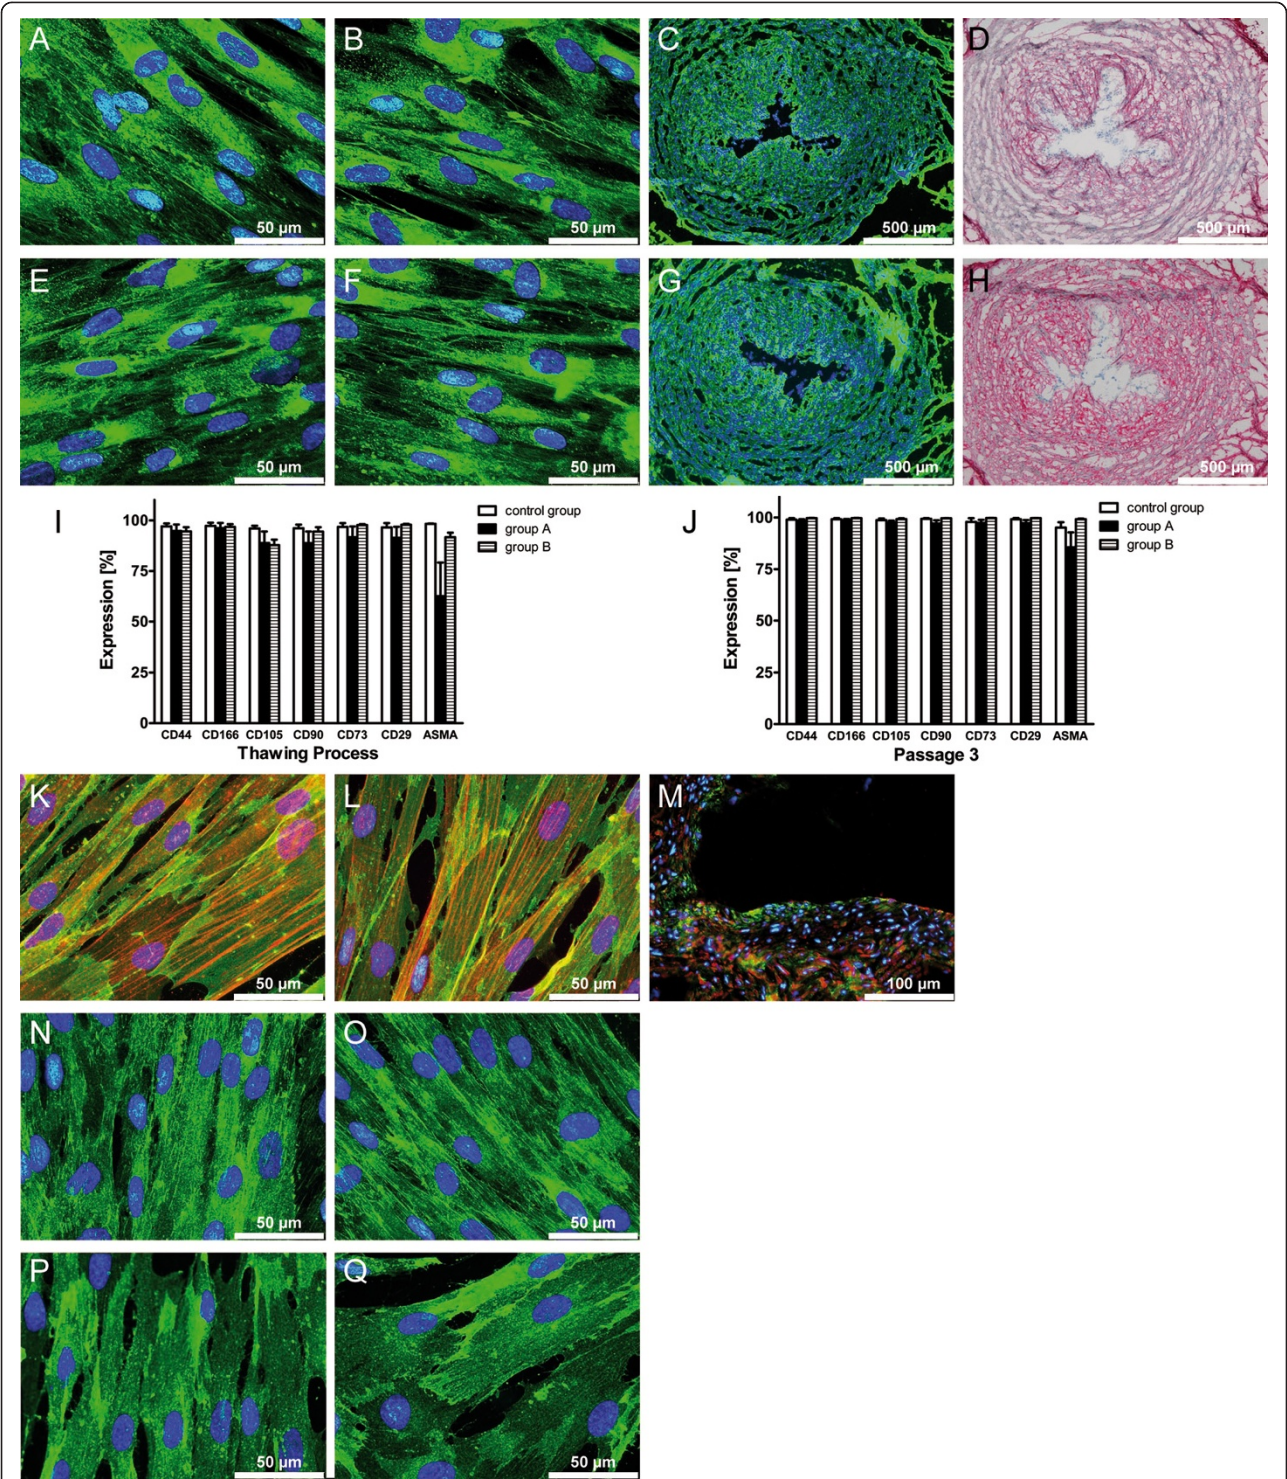 A
B
C
D
50 µm
50 µm
500 µm
500 µm
E
F
G
H
50 µm
50 µm
500 µm
500 µm
I
Expression [%]
100
75
50
25
0
CD44 CD166 CD105 CD90 CD73 CD29 ASMA
Thawing Process
control group
group A
group B
J
Expression [%]
100
75
50
25
0
CD44 CD166 CD105 CD90 CD73 CD29 ASMA
Passage 3
control group
group A
group B
K
L
M
50 µm
50 µm
100 µm
N
O
50 µm
50 µm
P
Q
50 µm
50 µm